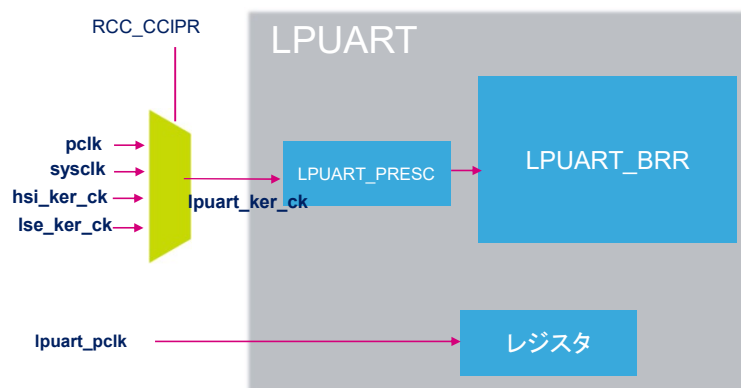 RCC_CCIPR
LPUART
pclk
sysclk
hsi_ker_ck
lse_ker_ck
lpuart_ker_ck
LPUART_PRESC
LPUART_BRR
lpuart_pclk
レジスタ